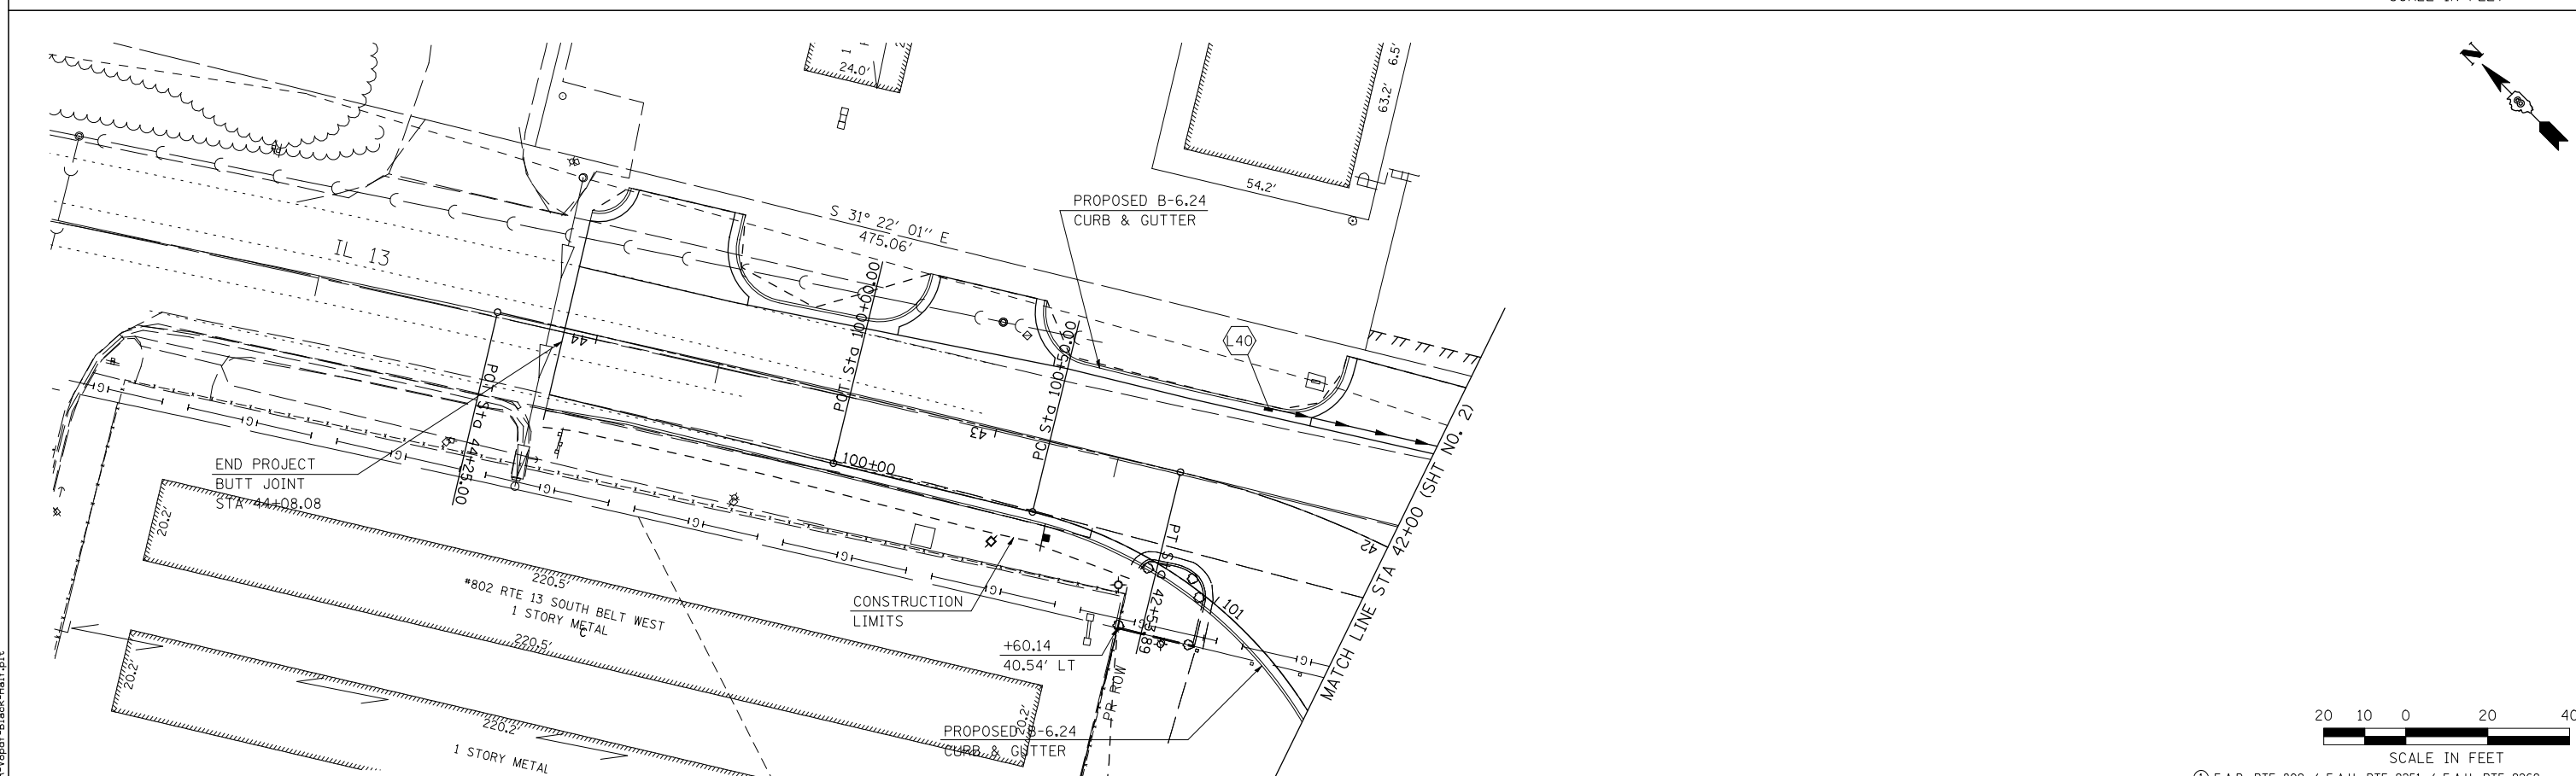 N
24.0'
6.5'
63.2'
54.2'
PROPOSED B-6.24
CURB & GUTTER
S 31° 22' 01" E
475.06'
IL 13
44
POT Sta 44+25.00
POT Sta 100+00.00
PC Sta 100+50.00
L40
43
100+00
42
END PROJECT
BUTT JOINT
STA 44+08.08
MATCH LINE STA 42+00 (SHT NO. 2)
20.2'
220.5'
#802 RTE 13 SOUTH BELT WEST
1 STORY METAL
C
220.5'
20.2'
CONSTRUCTION
LIMITS
PT Sta 42+53.89
101
+60.14
40.54' LT
PR ROW
20.2'
220.2'
1 STORY METAL
PROPOSED B-6.24
CURB & GUTTER
G
G
G
G
G
G
G
G
G
G
20 10 0 20 40
SCALE IN FEET